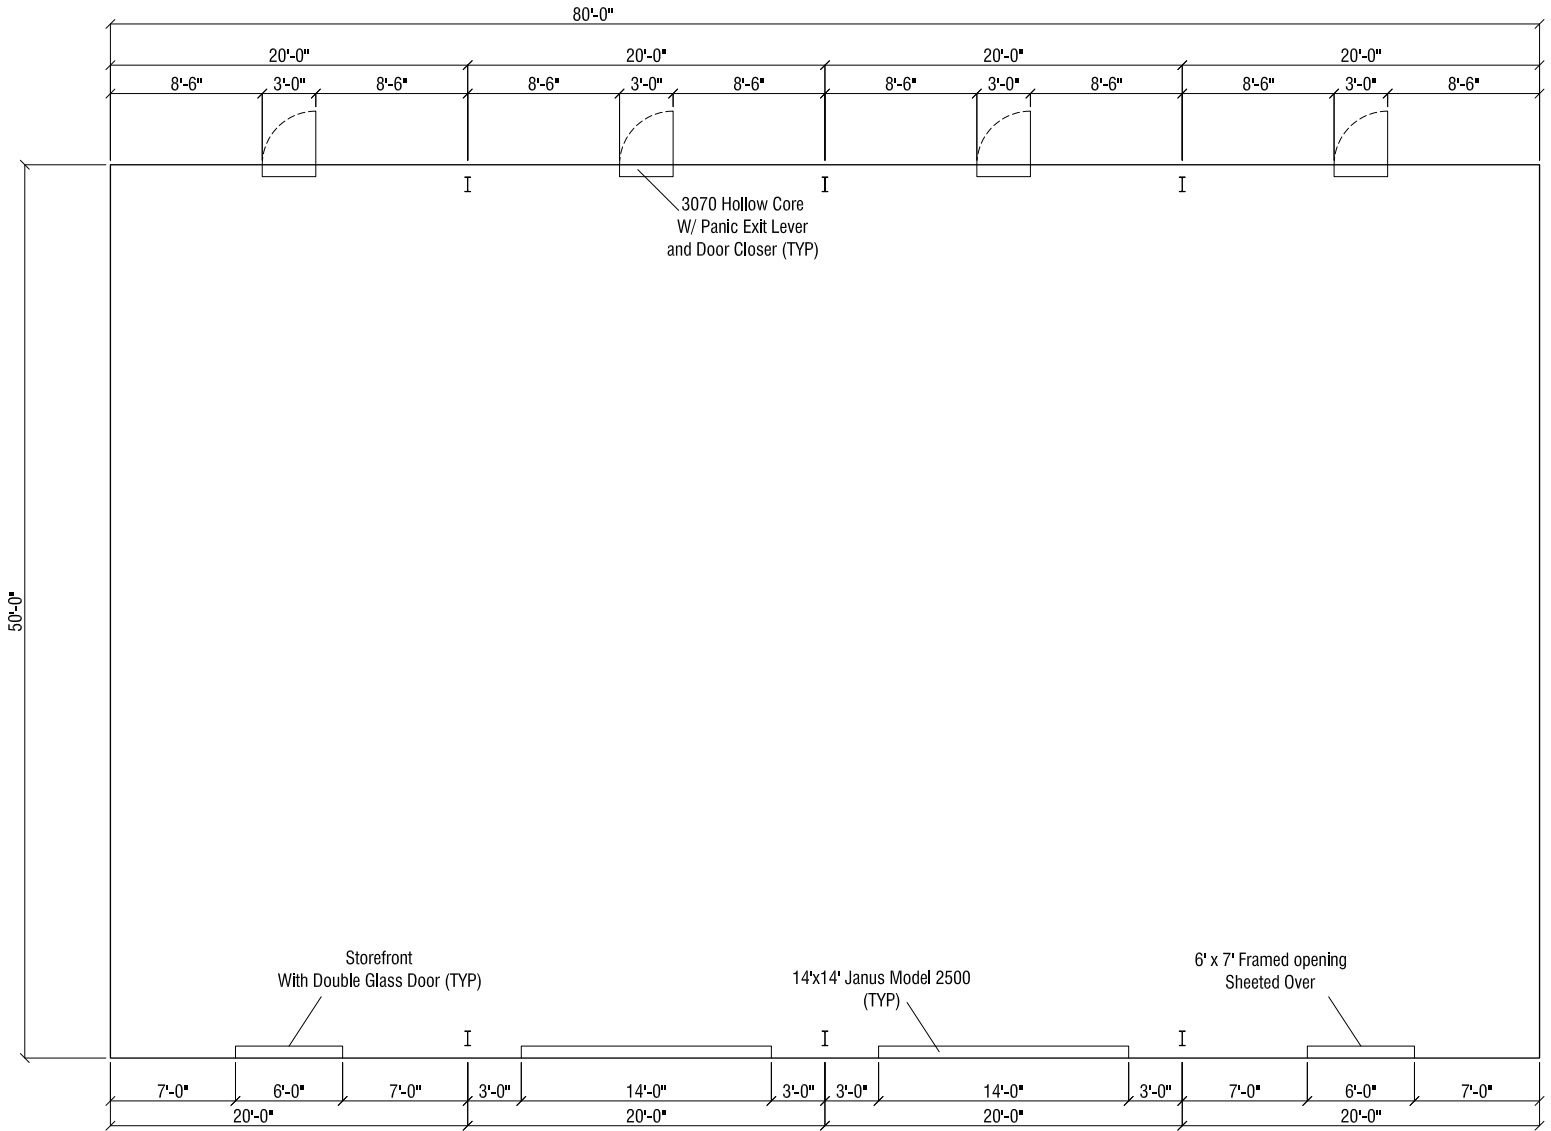 80'-0"
20'-0" 20'-0" 20'-0" 20'-0"
8'-6" 3'-0" 8'-6" 8'-6" 3'-0" 8'-6" 8'-6" 3'-0" 8'-6" 8'-6" 3'-0" 8'-6"
3070 Hollow Core
W/ Panic Exit Lever
and Door Closer (TYP)
50'-0"
Storefront
With Double Glass Door (TYP)
14'x14' Janus Model 2500
(TYP)
6' x 7' Framed opening
Sheeted Over
7'-0" 6'-0" 7'-0" 3'-0" 14'-0" 3'-0" 3'-0" 14'-0" 3'-0" 7'-0" 6'-0" 7'-0"
20'-0" 20'-0" 20'-0" 20'-0"